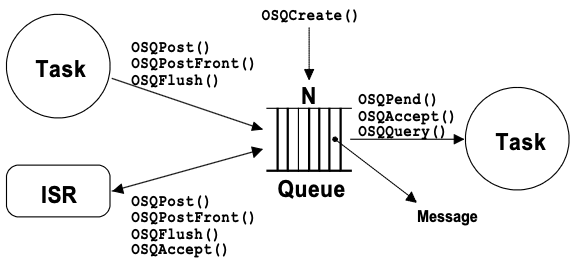 OSQCreate()
Task
OSQPost()
OSQPostFront()
OSQFlush()
N
OSQPend()
OSQAccept()
OSQQuery()
Task
ISR
Queue
OSQPost()
OSQPostFront()
OSQFlush()
OSQAccept()
Message